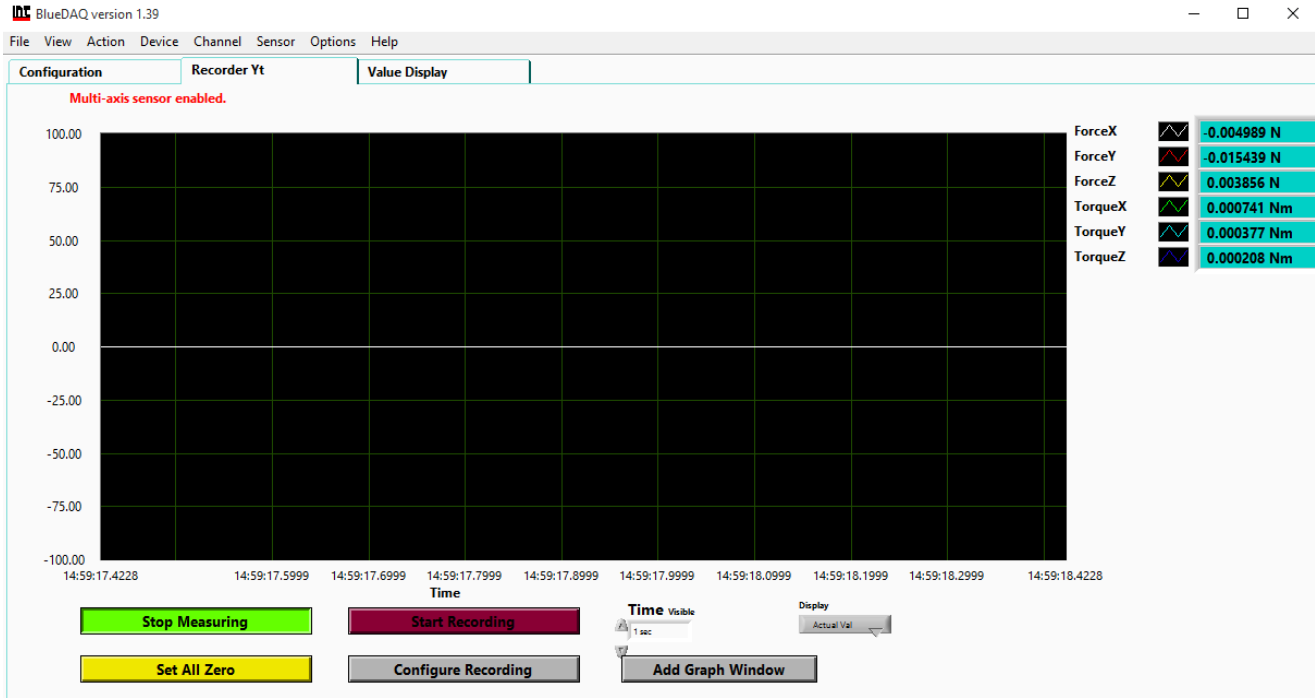 BlueDAQ version 1.39
File View Action Device Channel Sensor Options Help
Configuration Recorder Yt Value Display
Multi-axis sensor enabled.
100.00
75.00
50.00
25.00
0.00
-25.00
-50.00
-75.00
-100.00
14:59:17.4228 14:59:17.5999 14:59:17.6999 14:59:17.7999 14:59:17.8999 14:59:17.9999 14:59:18.0999 14:59:18.1999 14:59:18.2999 14:59:18.4228
Time
ForceX -0.004989 N
ForceY -0.015439 N
ForceZ 0.003856 N
TorqueX 0.000741 Nm
TorqueY 0.000377 Nm
TorqueZ 0.000208 Nm
Stop Measuring Start Recording Time Visible 1 sec Display Actual Val
Set All Zero Configure Recording Add Graph Window